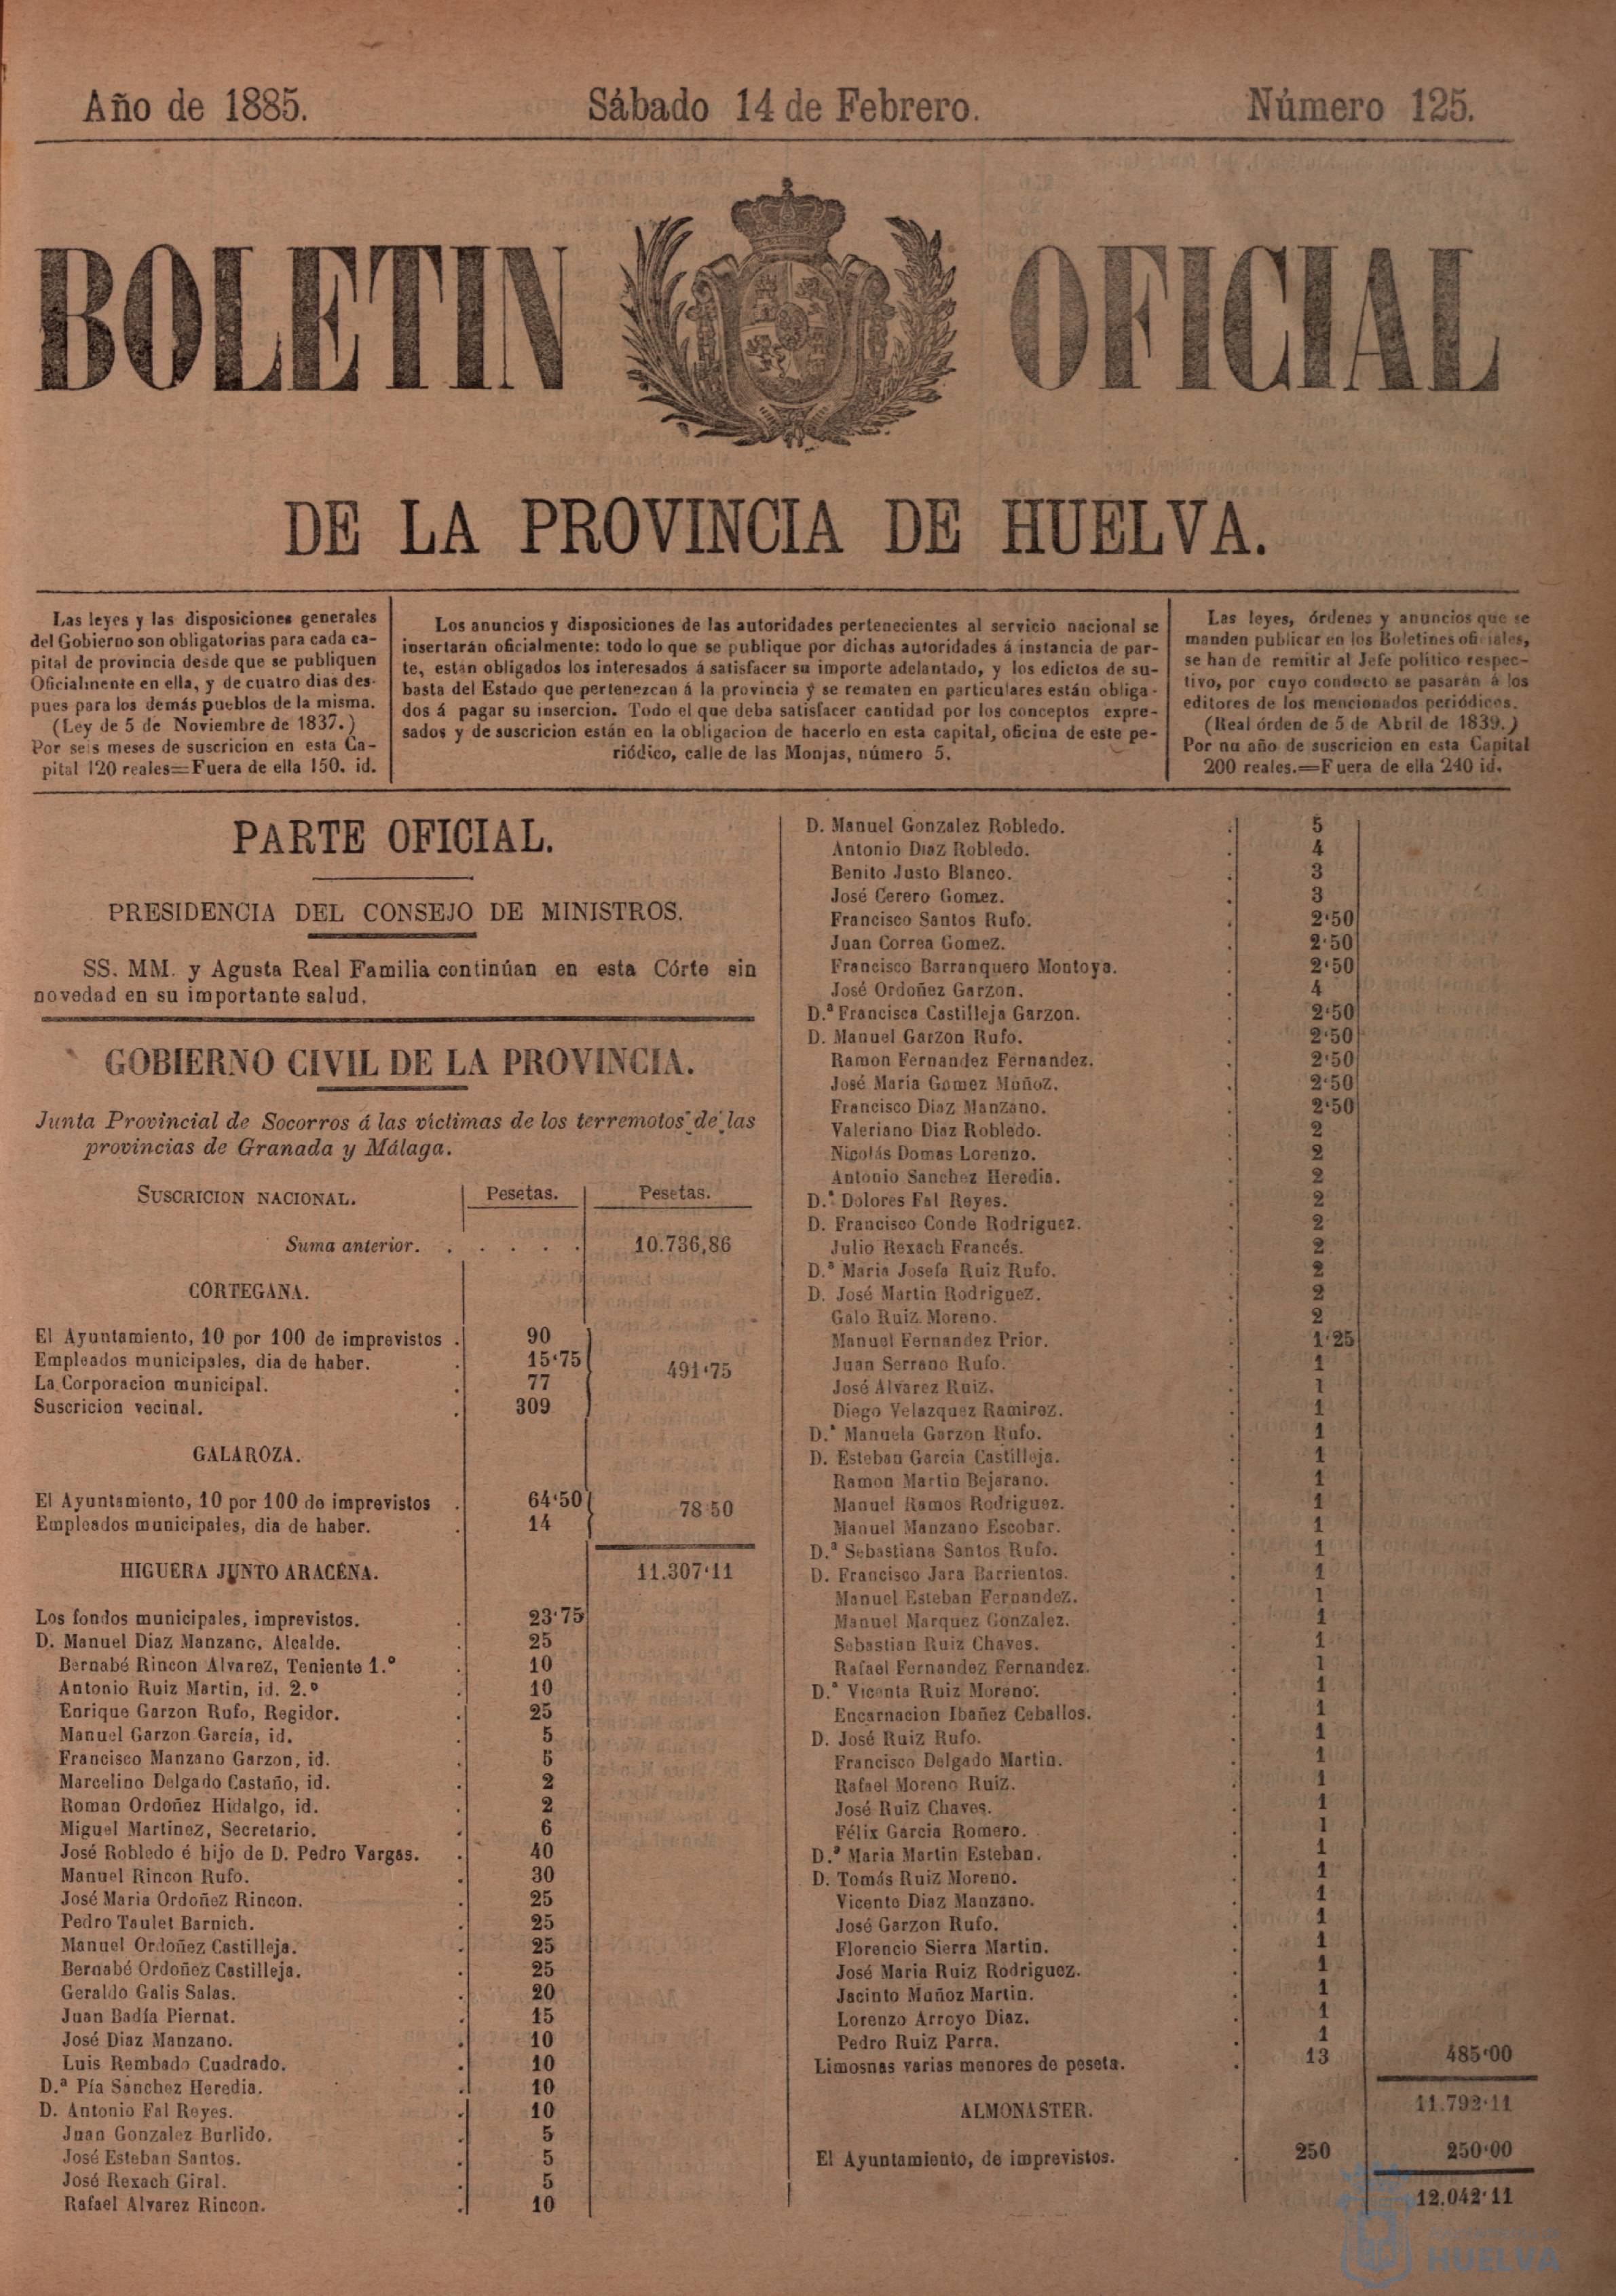 Año de 1885. Sábado 14 de Febrero. Número 125.
BOLETIN OFICIAL
DE LA PROVINCIA DE HUELVA.
Las leyes y las disposiciones generales
del Gobierno son obligatorias para cada ca-
pital de provincia desde que se publiquen
Oficialmente en ella, y de cuatro dias des-
pues para los demás pueblos de la misma.
(Ley de 5 de Noviembre de 1837.)
Por seis meses de suscricion en esta Ca-
pital 120 reales=Fuera de ella 150. id.
Los anuncios y disposiciones de las autoridades pertenecientes al servicio nacional se
insertarán oficialmente: todo lo que se publique por dichas autoridades á instancia de par-
te, están obligados los interesados á satisfacer su importe adelantado, y los edictos de su-
basta del Estado que pertenezcan á la provincia y se rematen en particulares están obliga-
dos á pagar su insercion. Todo el que deba satisfacer cantidad por los conceptos expre-
sados y de suscricion están en la obligacion de hacerlo en esta capital, oficina de este pe-
riódico, calle de las Monjas, número 5.
Las leyes, órdenes y anuncios que se
manden publicar en los Boletines oficiales,
se han de remitir al Jefe político respec-
tivo, por cuyo conducto se pasarán á los
editores de los mencionados periódicos.
(Real órden de 5 de Abril de 1839.)
Por nu año de suscricion en esta Capital
200 reales.=Fuera de ella 240 id.
PARTE OFICIAL.
PRESIDENCIA DEL CONSEJO DE MINISTROS.
SS. MM. y Agusta Real Familia continúan en esta Córte sin
novedad en su importante salud.
GOBIERNO CIVIL DE LA PROVINCIA.
Junta Provincial de Socorros á las víctimas de los terremotos de las
provincias de Granada y Málaga.
SUSCRICION NACIONAL. Pesetas. Pesetas.
Suma anterior. . . . . . 10.736,86
CORTEGANA.
El Ayuntamiento, 10 por 100 de imprevistos . 90
Empleados municipales, dia de haber. . 15'75
491'75
La Corporacion municipal. . 77
Suscricion vecinal. . 309
GALAROZA.
El Ayuntamiento, 10 por 100 de imprevistos . 64'50
78'50
Empleados municipales, dia de haber. . 14
HIGUERA JUNTO ARACENA. 11.307'11
Los fondos municipales, imprevistos. . 23'75
D. Manuel Diaz Manzano, Alcalde. . 25
Bernabé Rincon Alvarez, Teniente 1.º . 10
Antonio Ruiz Martin, id. 2.º . 10
Enrique Garzon Rufo, Regidor. . 25
Manuel Garzon García, id. . 5
Francisco Manzano Garzon, id. . 5
Marcelino Delgado Castaño, id. . 2
Roman Ordoñez Hidalgo, id. . 2
Miguel Martinez, Secretario. . 6
José Robledo é hijo de D. Pedro Vargas. . 40
Manuel Rincon Rufo. . 30
José Maria Ordoñez Rincon. . 25
Pedro Taulet Barnich. . 25
Manuel Ordoñez Castilleja. . 25
Bernabé Ordoñez Castilleja. . 25
Geraldo Galis Salas. . 20
Juan Badía Piernat. . 15
José Diaz Manzano. . 10
Luis Rembado Cuadrado. . 10
D.ª Pía Sanchez Heredia. . 10
D. Antonio Fal Reyes. . 10
Juan Gonzalez Burlido. . 5
José Esteban Santos. . 5
José Rexach Giral. . 5
Rafael Alvarez Rincon. . 10
D. Manuel Gonzalez Robledo. . 5
Antonio Diaz Robledo. . 4
Benito Justo Blanco. . 3
José Cerero Gomez. . 3
Francisco Santos Rufo. . 2'50
Juan Correa Gomez. . 2'50
Francisco Barranquero Montoya. . 2'50
José Ordoñez Garzon. . 4
D.ª Francisca Castilleja Garzon. . 2'50
D. Manuel Garzon Rufo. . 2'50
Ramon Fernandez Fernandez. . 2'50
José Maria Gomez Muñoz. . 2'50
Francisco Diaz Manzano. . 2'50
Valeriano Diaz Robledo. . 2
Nicolás Domas Lorenzo. . 2
Antonio Sanchez Heredia. . 2
D.ª Dolores Fal Reyes. . 2
D. Francisco Conde Rodriguez. . 2
Julio Rexach Francés. . 2
D.ª Maria Josefa Ruiz Rufo. . 2
D. José Martin Rodriguez. . 2
Galo Ruiz Moreno. . 2
Manuel Fernandez Prior. . 1'25
Juan Serrano Rufo. . 1
José Alvarez Ruiz. . 1
Diego Velazquez Ramirez. . 1
D.ª Manuela Garzon Rufo. . 1
D. Esteban Garcia Castilleja. . 1
Ramon Martin Bejarano. . 1
Manuel Ramos Rodriguez. . 1
Manuel Manzano Escobar. . 1
D.ª Sebastiana Santos Rufo. . 1
D. Francisco Jara Barrientos. . 1
Manuel Esteban Fernandez. . 1
Manuel Marquez Gonzalez. . 1
Sebastian Ruiz Chaves. . 1
Rafael Fernandez Fernandez. . 1
D.ª Vicenta Ruiz Moreno. . 1
Encarnacion Ibañez Ceballos. . 1
D. José Ruiz Rufo. . 1
Francisco Delgado Martin. . 1
Rafael Moreno Ruiz. . 1
José Ruiz Chaves. . 1
Félix Garcia Romero. . 1
D.ª Maria Martin Esteban. . 1
D. Tomás Ruiz Moreno. . 1
Vicente Diaz Manzano. . 1
José Garzon Rufo. . 1
Florencio Sierra Martin. . 1
José Maria Ruiz Rodriguez. . 1
Jacinto Muñoz Martin. . 1
Lorenzo Arroyo Diaz. . 1
Pedro Ruiz Parra. . 1
Limosnas varias menores de peseta. . 13 485'00
11.792'11
ALMONASTER.
El Ayuntamiento, de imprevistos. . 250 250'00
12.042'11
HUELVA